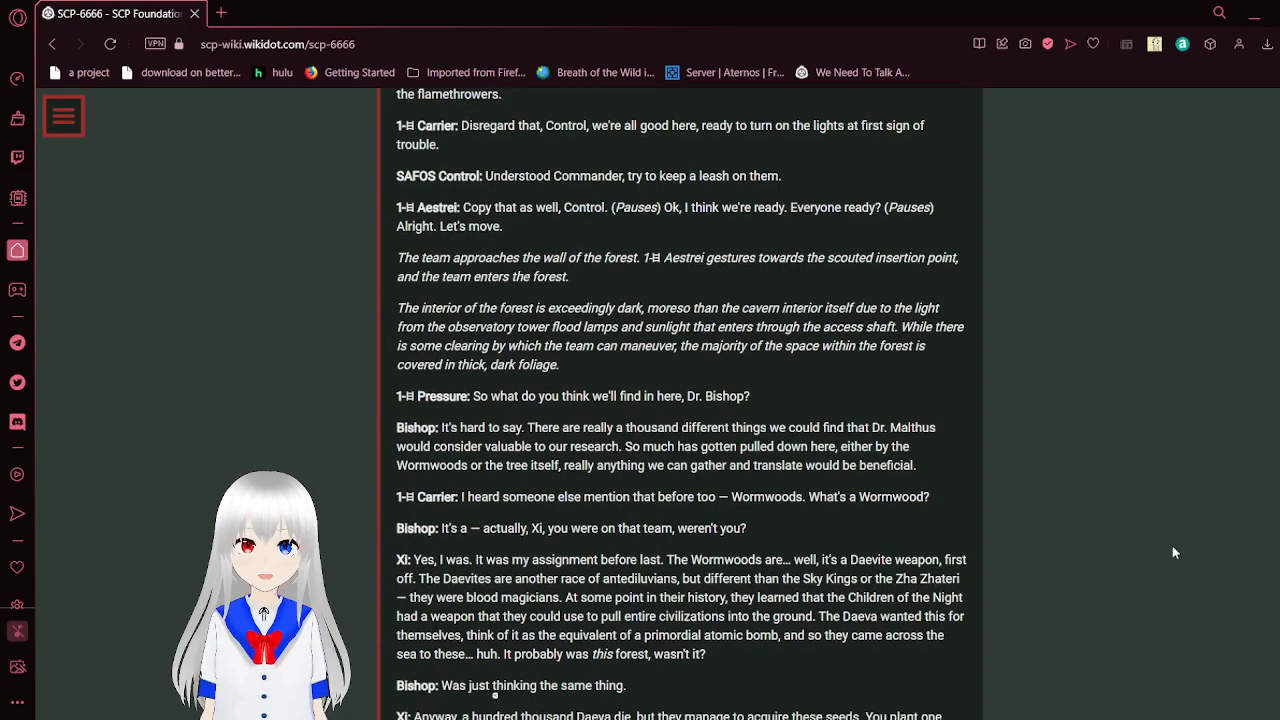 SCP-6666 - SCP Foundatio
VPN
scp-wiki.wikidot.com/scp-6666
a project
download on better...
hulu
Getting Started
Imported from Firef...
Breath of the Wild i...
Server | Aternos | Fr...
We Need To Talk A...
the flamethrowers.
1-⌗ Carrier: Disregard that, Control, we're all good here, ready to turn on the lights at first sign of
trouble.
SAFOS Control: Understood Commander, try to keep a leash on them.
1-⌗ Aestrei: Copy that as well, Control. (Pauses) Ok, I think we're ready. Everyone ready? (Pauses)
Alright. Let's move.
The team approaches the wall of the forest. 1-⌗ Aestrei gestures towards the scouted insertion point,
and the team enters the forest.
The interior of the forest is exceedingly dark, moreso than the cavern interior itself due to the light
from the observatory tower flood lamps and sunlight that enters through the access shaft. While there
is some clearing by which the team can maneuver, the majority of the space within the forest is
covered in thick, dark foliage.
1-⌗ Pressure: So what do you think we'll find in here, Dr. Bishop?
Bishop: It's hard to say. There are really a thousand different things we could find that Dr. Malthus
would consider valuable to our research. So much has gotten pulled down here, either by the
Wormwoods or the tree itself, really anything we can gather and translate would be beneficial.
1-⌗ Carrier: I heard someone else mention that before too — Wormwoods. What's a Wormwood?
Bishop: It's a — actually, Xi, you were on that team, weren't you?
Xi: Yes, I was. It was my assignment before last. The Wormwoods are... well, it's a Daevite weapon, first
off. The Daevites are another race of antediluvians, but different than the Sky Kings or the Zha Zhateri
— they were blood magicians. At some point in their history, they learned that the Children of the Night
had a weapon that they could use to pull entire civilizations into the ground. The Daeva wanted this for
themselves, think of it as the equivalent of a primordial atomic bomb, and so they came across the
sea to these... huh. It probably was this forest, wasn't it?
Bishop: Was just thinking the same thing.
Xi: Anyway, a hundred thousand Daeva die, but they manage to acquire these seeds. You plant one